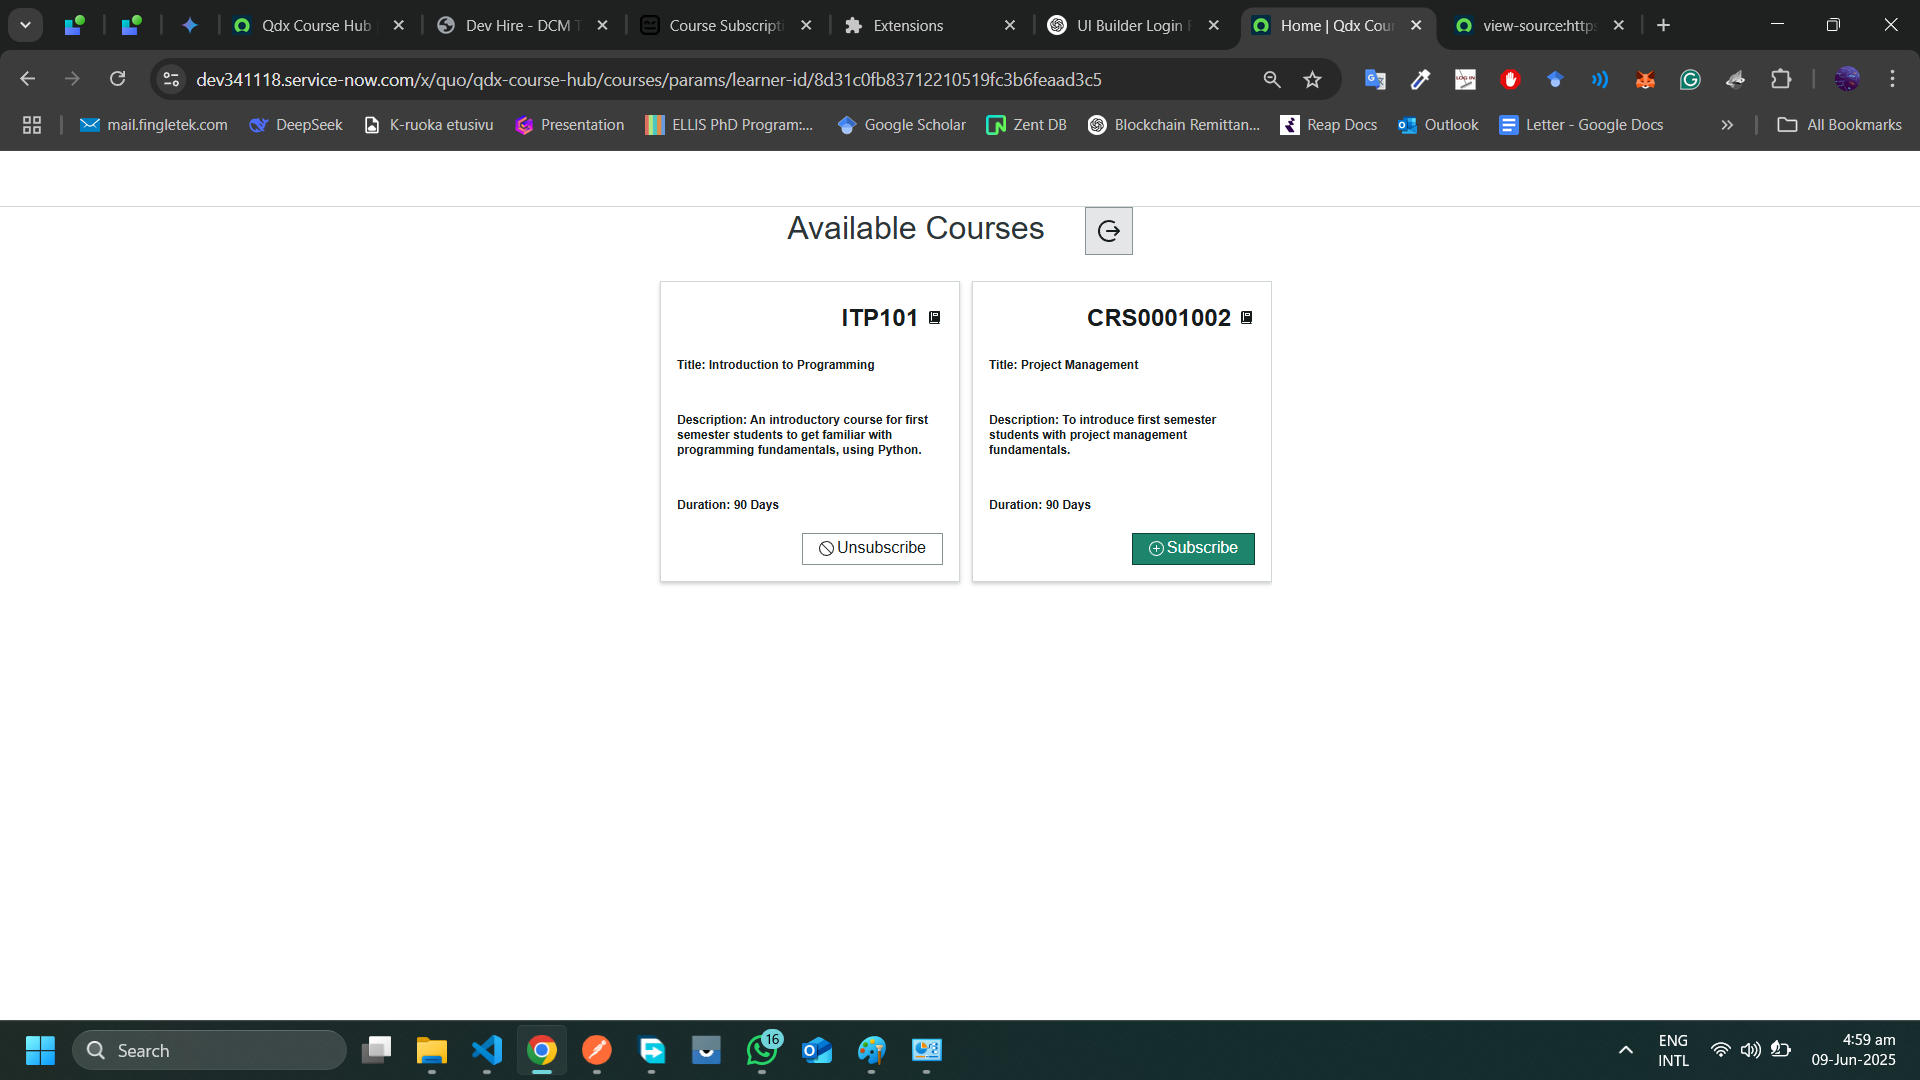 Qdx Course Hub
Dev Hire - DCM T
Course Subscripti
Extensions
UI Builder Login P
Home | Qdx Cour
view-source:https
dev341118.service-now.com/x/quo/qdx-course-hub/courses/params/learner-id/8d31c0fb83712210519fc3b6feaad3c5
LOG IN
mail.fingletek.com
DeepSeek
K-ruoka etusivu
Presentation
ELLIS PhD Program:...
Google Scholar
Zent DB
Blockchain Remittan...
Reap Docs
Outlook
Letter - Google Docs
All Bookmarks
Available Courses
ITP101
Title: Introduction to Programming
Description: An introductory course for first
semester students to get familiar with
programming fundamentals, using Python.
Duration: 90 Days
Unsubscribe
CRS0001002
Title: Project Management
Description: To introduce first semester
students with project management
fundamentals.
Duration: 90 Days
Subscribe
Search
16
ENG
INTL
4:59 am
09-Jun-2025